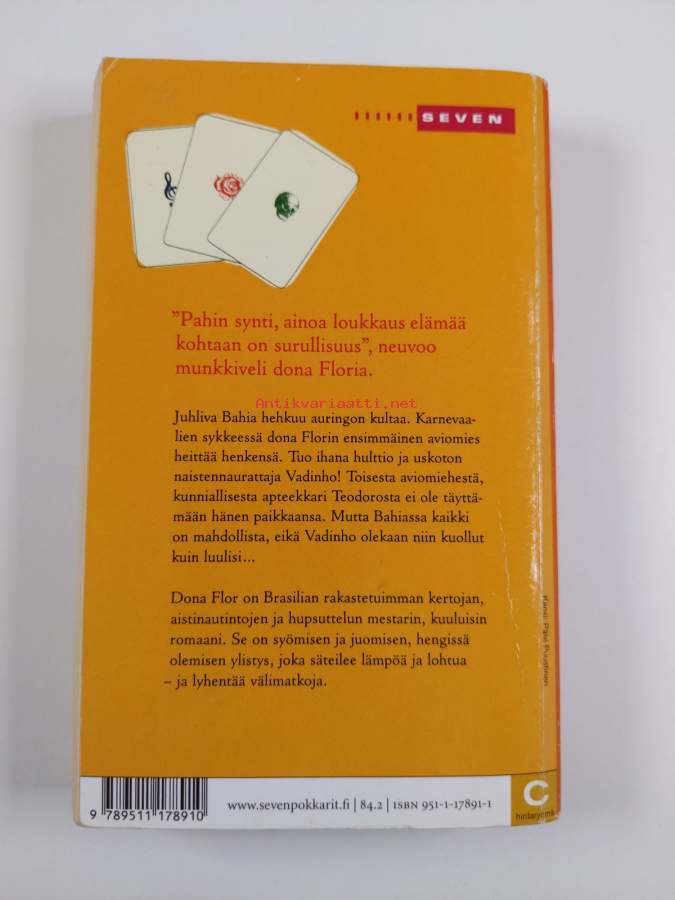 SEVEN
"Pahin synti, ainoa loukkaus elämää
kohtaan on surullisuus", neuvoo
munkkiveli dona Floria.
Antikvariaatti.net
Juhliva Bahia hehkuu auringon kultaa. Karnevaa-
lien sykkeessä dona Florin ensimmäinen aviomies
heittää henkensä. Tuo ihana hulttio ja uskoton
naistennaurattaja Vadinho! Toisesta aviomiehestä,
kunniallisesta apteekkari Teodorosta ei ole täyttä-
mään hänen paikkaansa. Mutta Bahiassa kaikki
on mahdollista, eikä Vadinho olekaan niin kuollut
kuin luulisi...
Dona Flor on Brasilian rakastetuimman kertojan,
aistinautintojen ja hupsuttelun mestarin, kuuluisin
romaani. Se on syömisen ja juomisen, hengissä
olemisen ylistys, joka säteilee lämpöä ja lohtua
– ja lyhentää välimatkoja.
Kansi: Päivi Puustinen
www.sevenpokkarit.fi | 84.2 | ISBN 951-1-17891-1
9 789511 178910
C
hintaryhmä